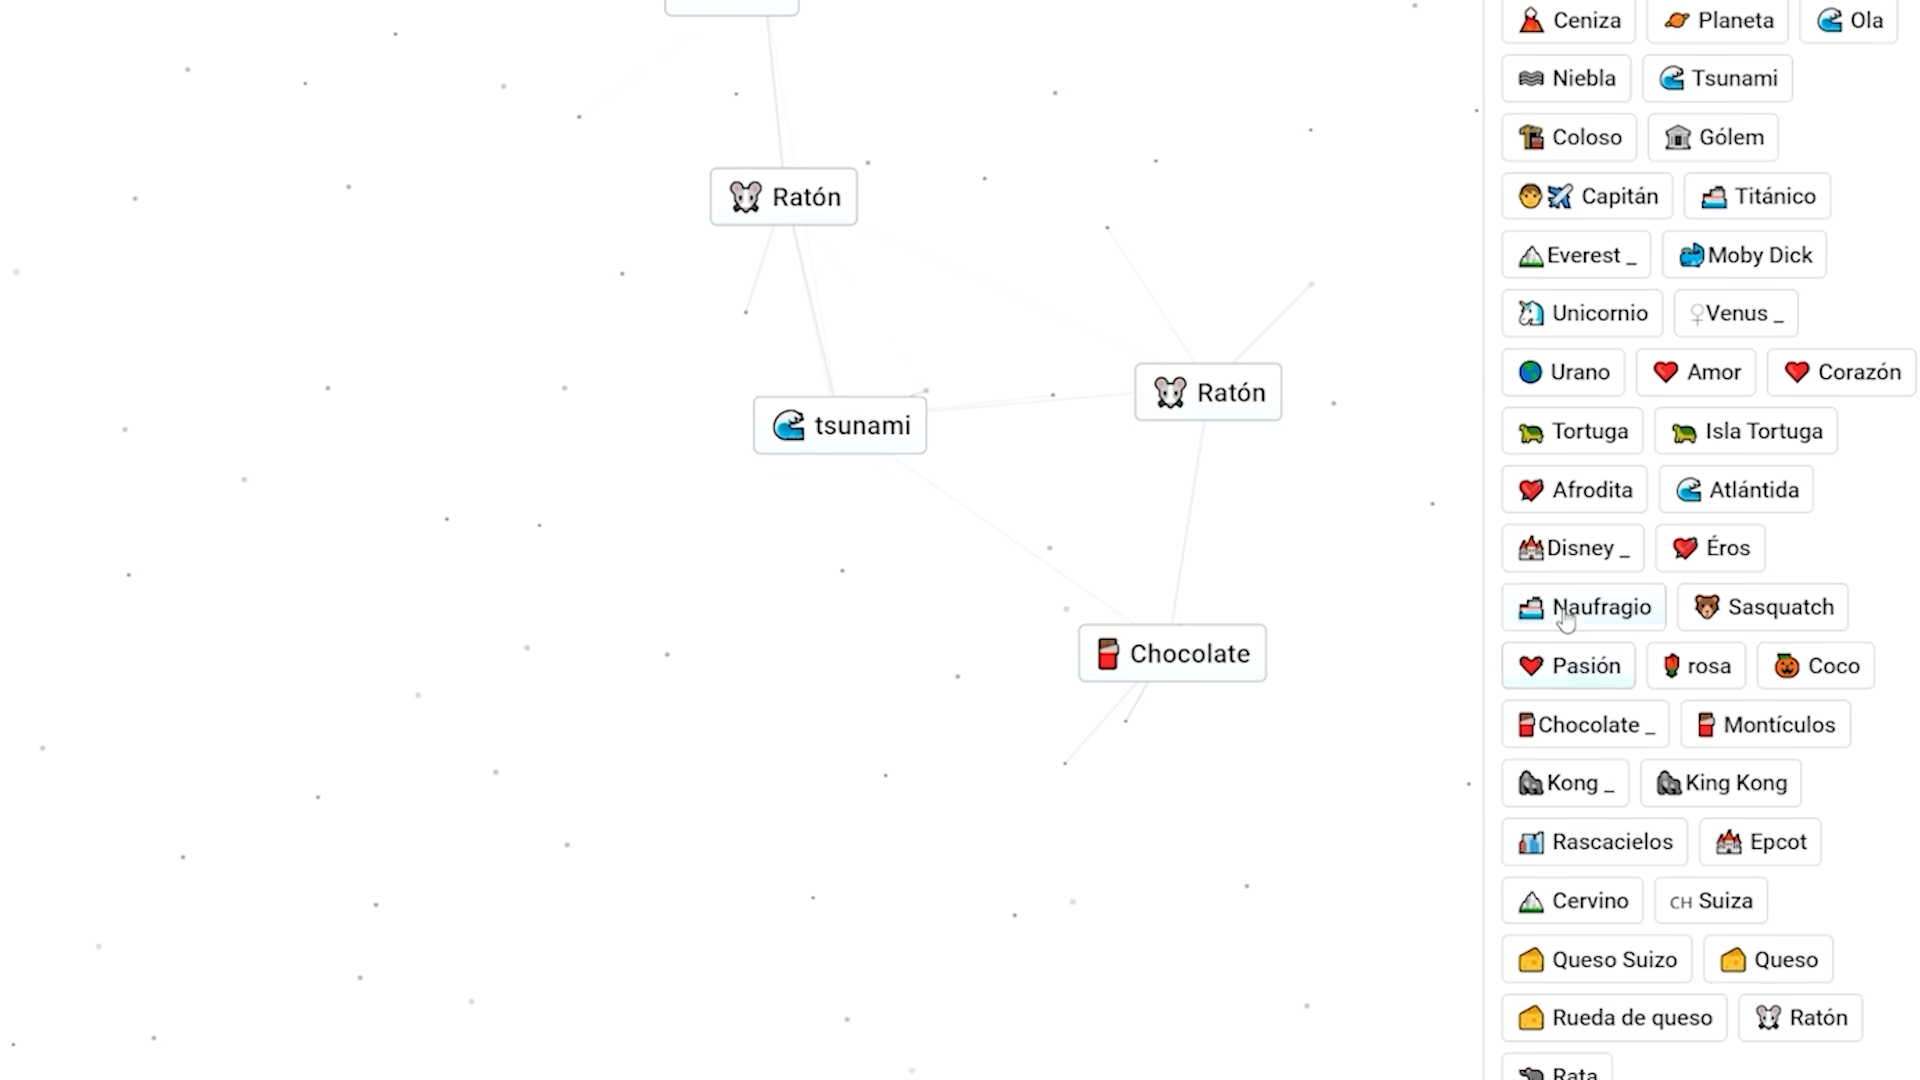 Ratón
tsunami
Ratón
Chocolate
Ceniza Planeta Ola
Niebla Tsunami
Coloso Gólem
Capitán Titánico
Everest _ Moby Dick
Unicornio Venus _
Urano Amor Corazón
Tortuga Isla Tortuga
Afrodita Atlántida
Disney _ Éros
Naufragio Sasquatch
Pasión rosa Coco
Chocolate _ Montículos
Kong _ King Kong
Rascacielos Epcot
Cervino CH Suiza
Queso Suizo Queso
Rueda de queso Ratón
Rata